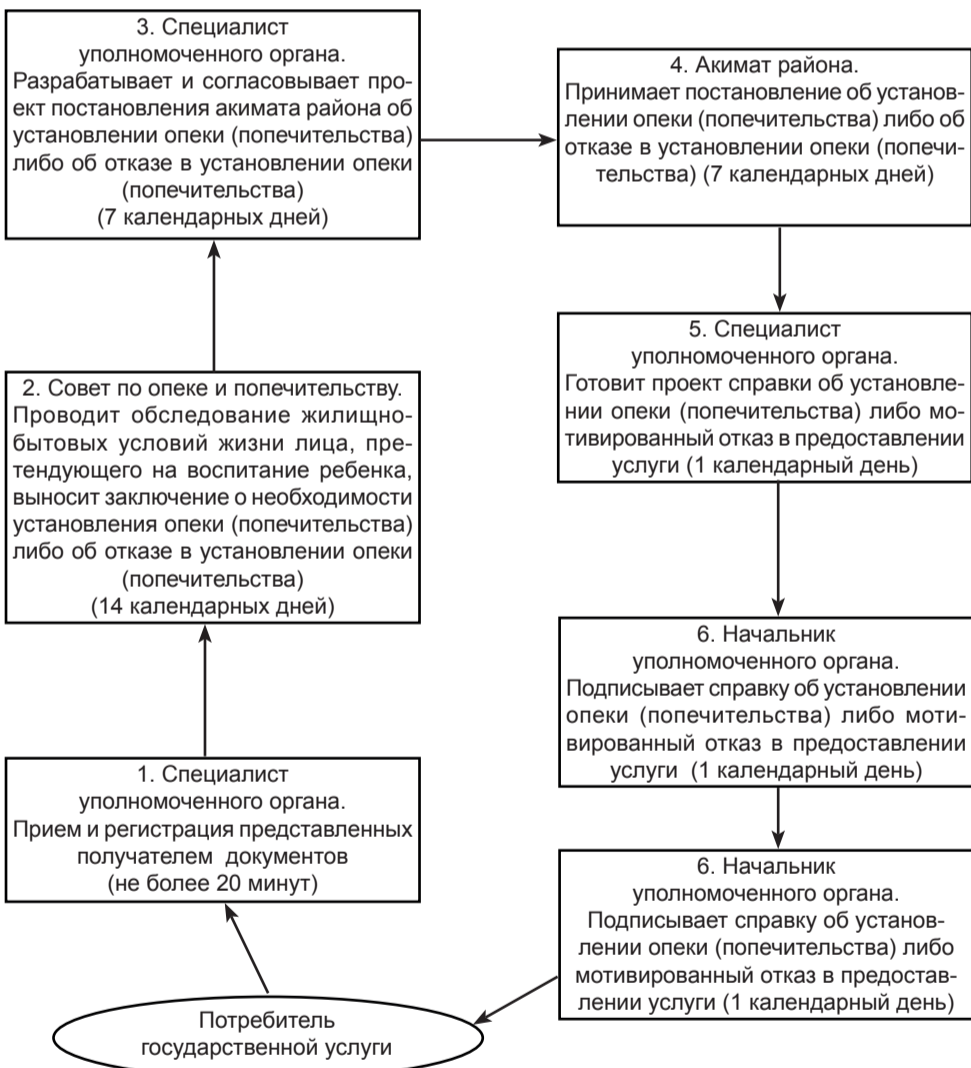 3. Специалист
уполномоченного органа.
Разрабатывает и согласовывает про-
ект постановления акимата района об
установлении опеки (попечительства)
либо об отказе в установлении опеки
(попечительства)
(7 календарных дней)
4. Акимат района.
Принимает постановление об установ-
лении опеки (попечительства) либо об
отказе в установлении опеки (попечи-
тельства) (7 календарных дней)
2. Совет по опеке и попечительству.
Проводит обследование жилищно-
бытовых условий жизни лица, пре-
тендующего на воспитание ребенка,
выносит заключение о необходимости
установления опеки (попечительства)
либо об отказе в установлении опеки
(попечительства)
(14 календарных дней)
5. Специалист
уполномоченного органа.
Готовит проект справки об установле-
нии опеки (попечительства) либо мо-
тивированный отказ в предоставлении
услуги (1 календарный день)
6. Начальник
уполномоченного органа.
Подписывает справку об установлении
опеки (попечительства) либо моти-
вированный отказ в предоставлении
услуги (1 календарный день)
1. Специалист
уполномоченного органа.
Прием и регистрация представленных
получателем документов
(не более 20 минут)
6. Начальник
уполномоченного органа.
Подписывает справку об установ-
лении опеки (попечительства) либо
мотивированный отказ в предостав-
лении услуги (1 календарный день)
Потребитель
государственной услуги